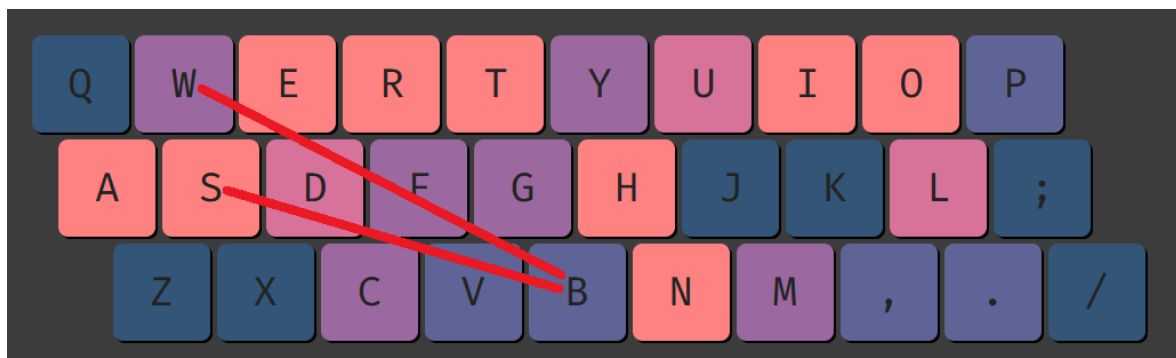 Q W E R T Y U I O P
A S D F G H J K L ;
Z X C V B N M , . /